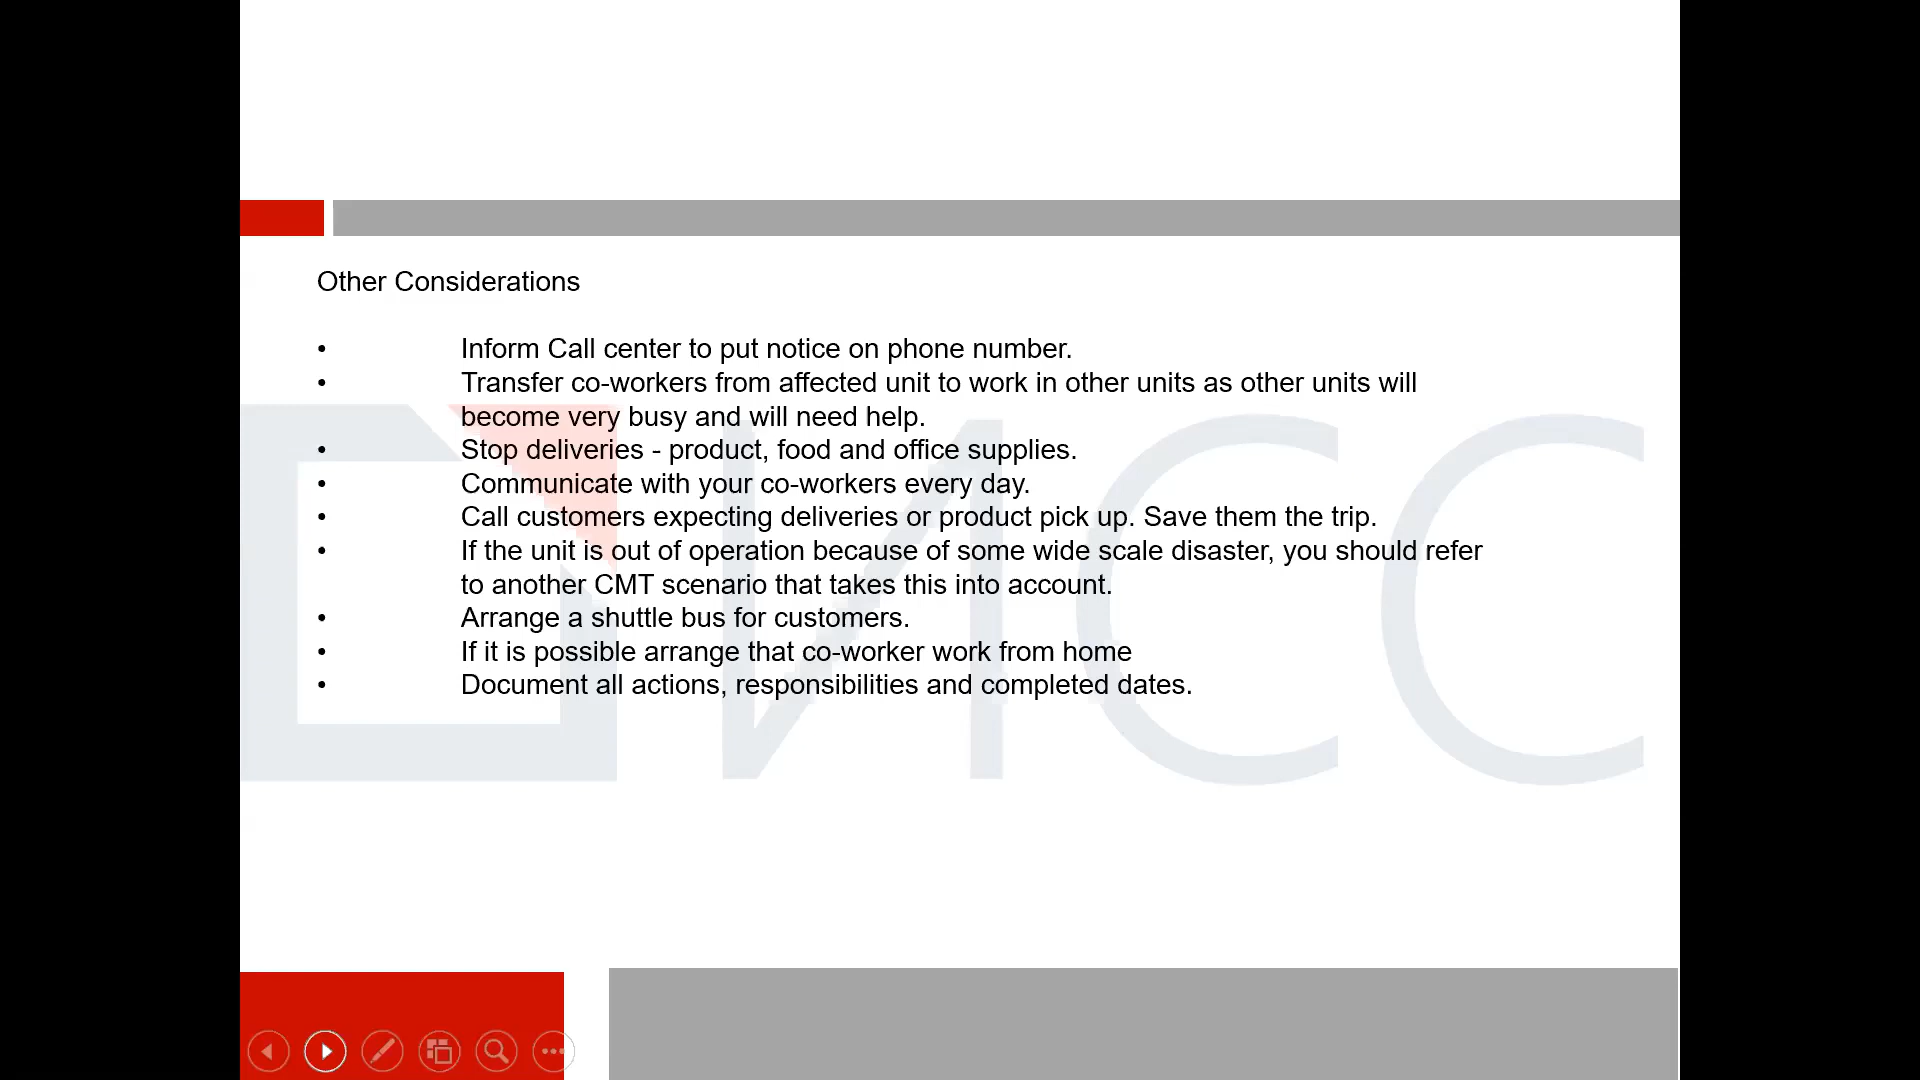 Other Considerations
• Inform Call center to put notice on phone number.
• Transfer co-workers from affected unit to work in other units as other units will
become very busy and will need help.
• Stop deliveries - product, food and office supplies.
• Communicate with your co-workers every day.
• Call customers expecting deliveries or product pick up. Save them the trip.
• If the unit is out of operation because of some wide scale disaster, you should refer
to another CMT scenario that takes this into account.
• Arrange a shuttle bus for customers.
• If it is possible arrange that co-worker work from home
• Document all actions, responsibilities and completed dates.
ИСС